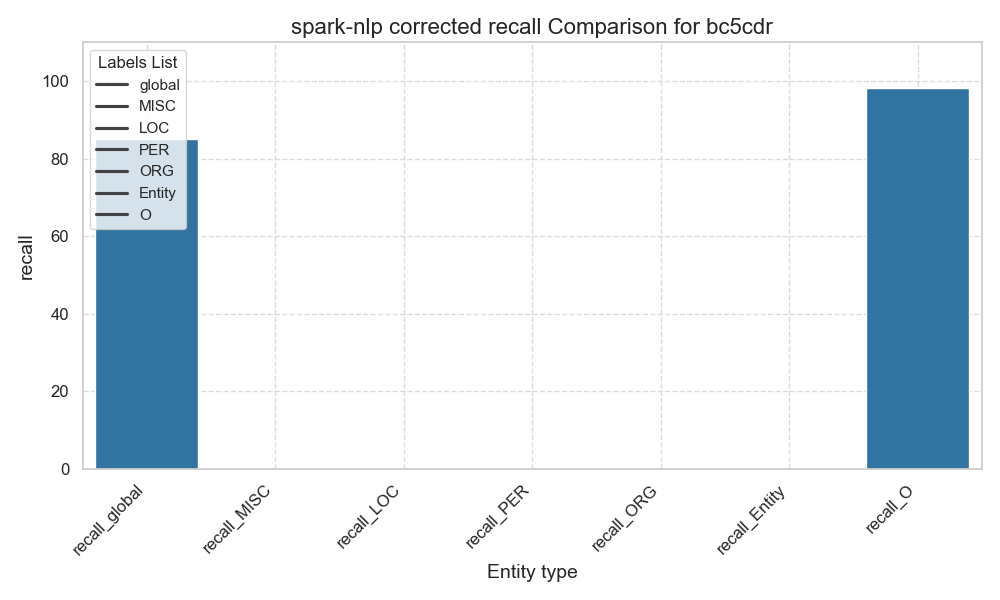 spark-nlp corrected recall Comparison for bc5cdr
Labels List
global
MISC
LOC
PER
ORG
Entity
O
recall
100
80
60
40
20
0
recall_global
recall_MISC
recall_LOC
recall_PER
recall_ORG
recall_Entity
recall_O
Entity type